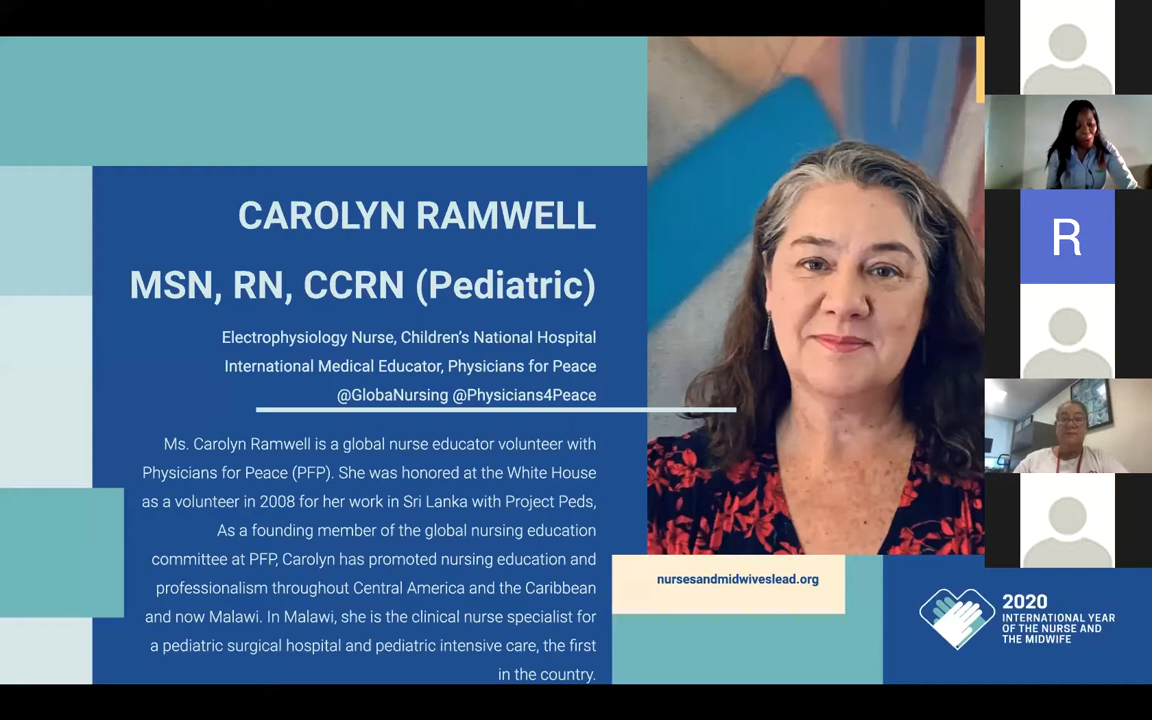 CAROLYN RAMWELL
MSN, RN, CCRN (Pediatric)
Electrophysiology Nurse, Children's National Hospital
International Medical Educator, Physicians for Peace
@GlobaNursing @Physicians4Peace
Ms. Carolyn Ramwell is a global nurse educator volunteer with
Physicians for Peace (PFP). She was honored at the White House
as a volunteer in 2008 for her work in Sri Lanka with Project Peds,
As a founding member of the global nursing education
committee at PFP, Carolyn has promoted nursing education and
professionalism throughout Central America and the Caribbean
and now Malawi. In Malawi, she is the clinical nurse specialist for
a pediatric surgical hospital and pediatric intensive care, the first
in the country.
nursesandmidwiveslead.org
2020
INTERNATIONAL YEAR
OF THE NURSE AND
THE MIDWIFE
R